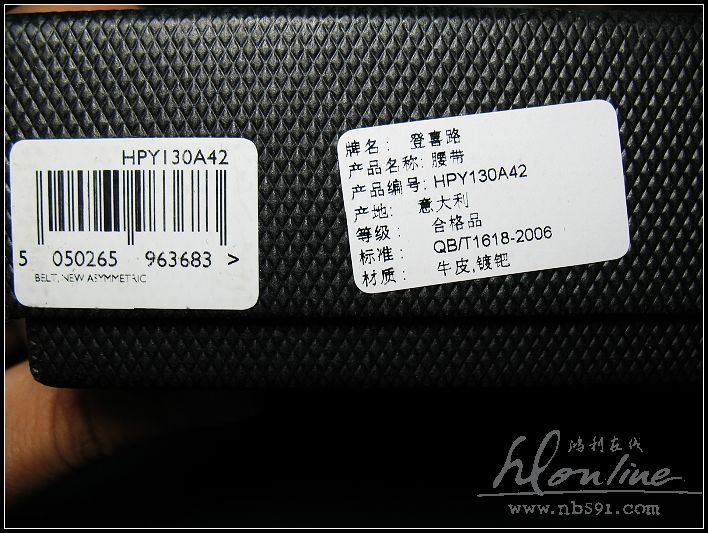 HPY130A42
5 050265 963683 >
BELT, NEW ASYMMETRIC
牌名: 登喜路
产品名称: 腰带
产品编号: HPY130A42
产地: 意大利
等级: 合格品
标准: QB/T1618-2006
材质: 牛皮,镀钯
鸿利在线
hlonline
www.nb591.com